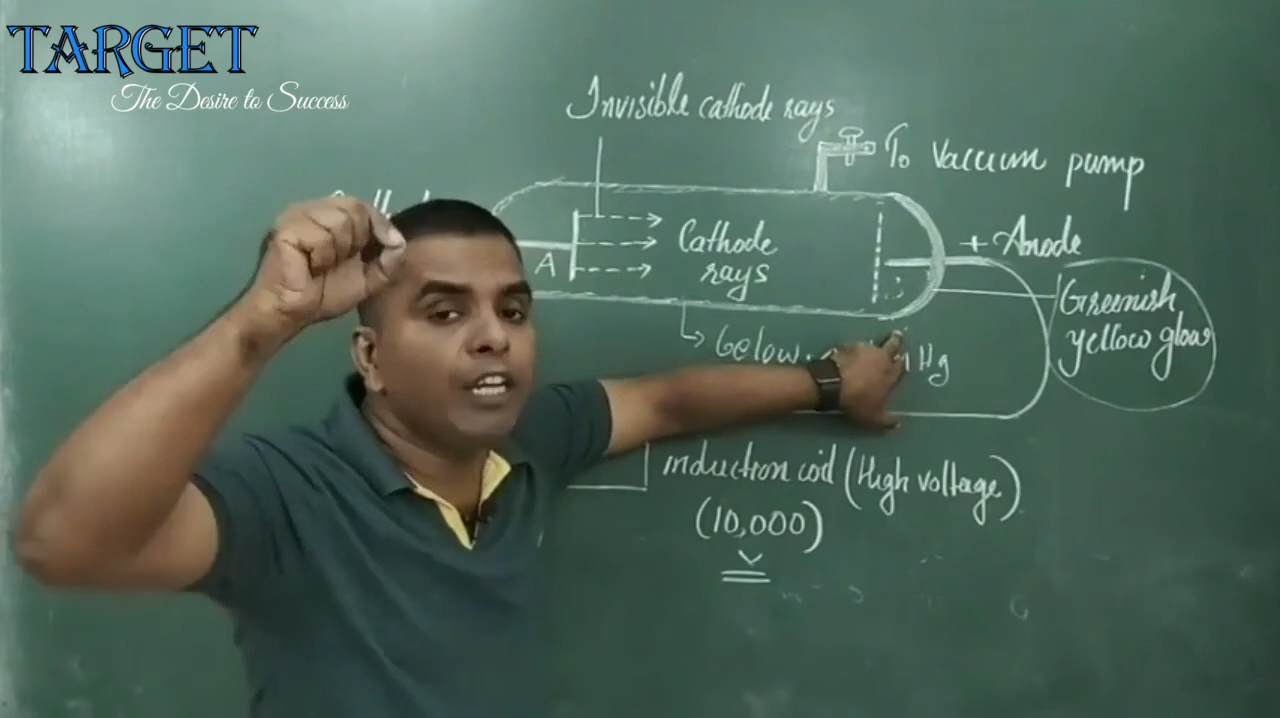 TARGET
The Desire to Success
Invisible cathode rays
To Vacuum pump
A
Cathode
rays
+ Anode
Greenish
yellow glow
Below
Hg
induction coil (High voltage)
(10,000)
V